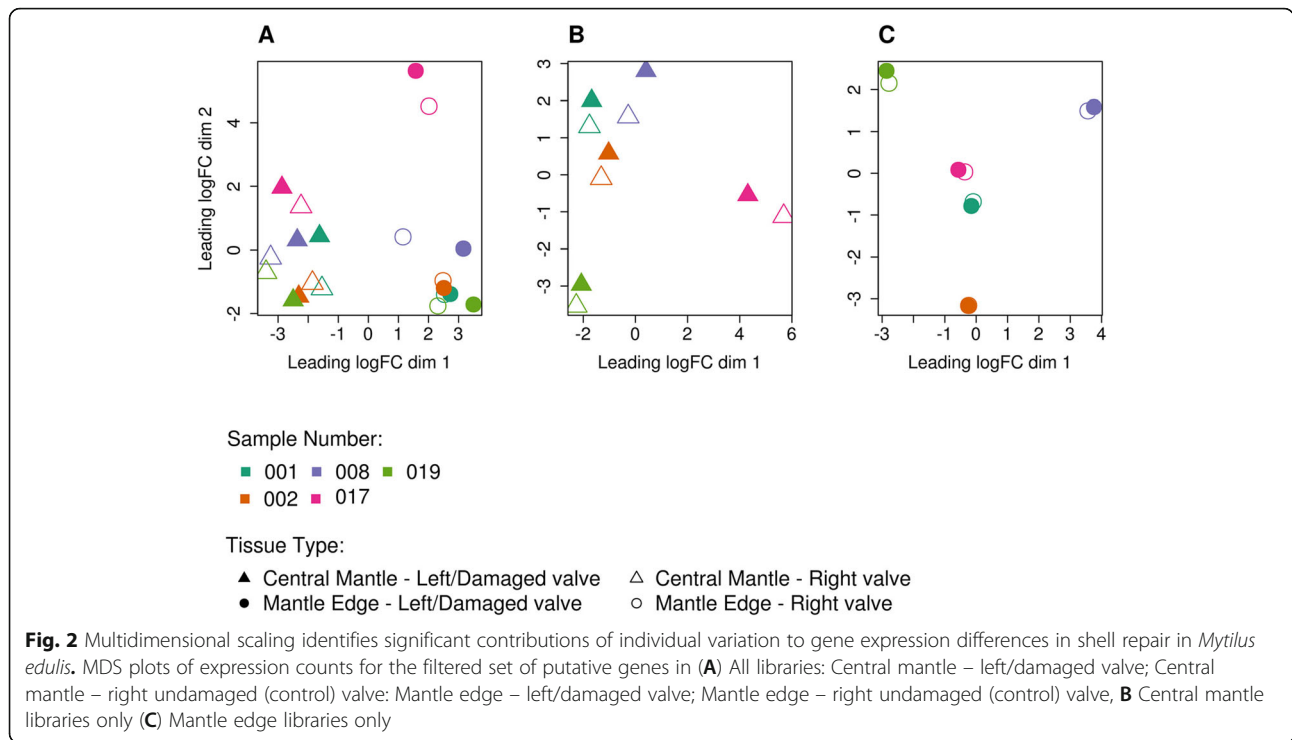 A
B
C
Leading logFC dim 2
4
2
0
-2
-3
-1
0
1
2
3
Leading logFC dim 1
3
2
1
0
-1
-2
-3
-2
0
2
4
6
Leading logFC dim 1
2
1
0
-1
-2
-3
-3
-1
0
1
2
3
4
Leading logFC dim 1
Sample Number:
001 008 019
002 017
Tissue Type:
Central Mantle - Left/Damaged valve Central Mantle - Right valve
Mantle Edge - Left/Damaged valve Mantle Edge - Right valve
Fig. 2 Multidimensional scaling identifies significant contributions of individual variation to gene expression differences in shell repair in Mytilus
edulis. MDS plots of expression counts for the filtered set of putative genes in (A) All libraries: Central mantle – left/damaged valve; Central
mantle – right undamaged (control) valve: Mantle edge – left/damaged valve; Mantle edge – right undamaged (control) valve, B Central mantle
libraries only (C) Mantle edge libraries only